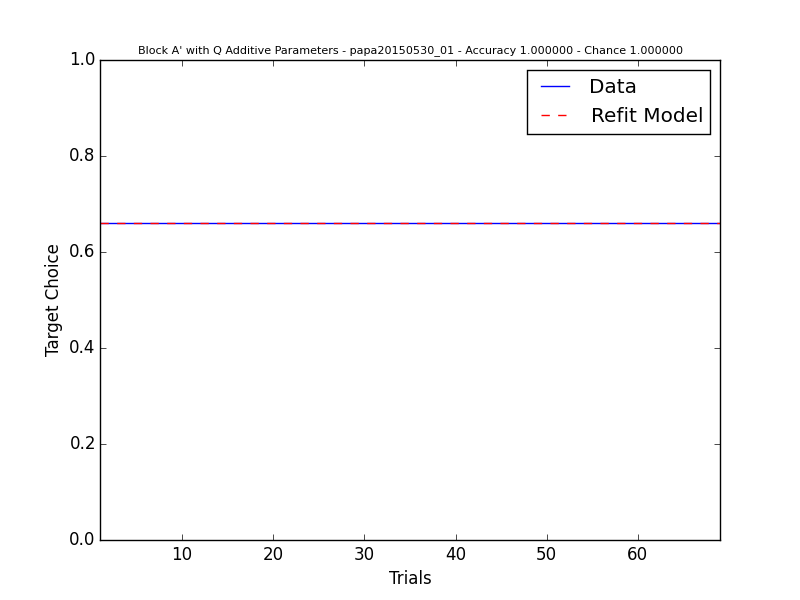 Block A' with Q Additive Parameters - papa20150530_01 - Accuracy 1.000000 - Chance 1.000000
1.0
Data
Refit Model
0.8
0.6
Target Choice
0.4
0.2
0.0
10 20 30 40 50 60
Trials